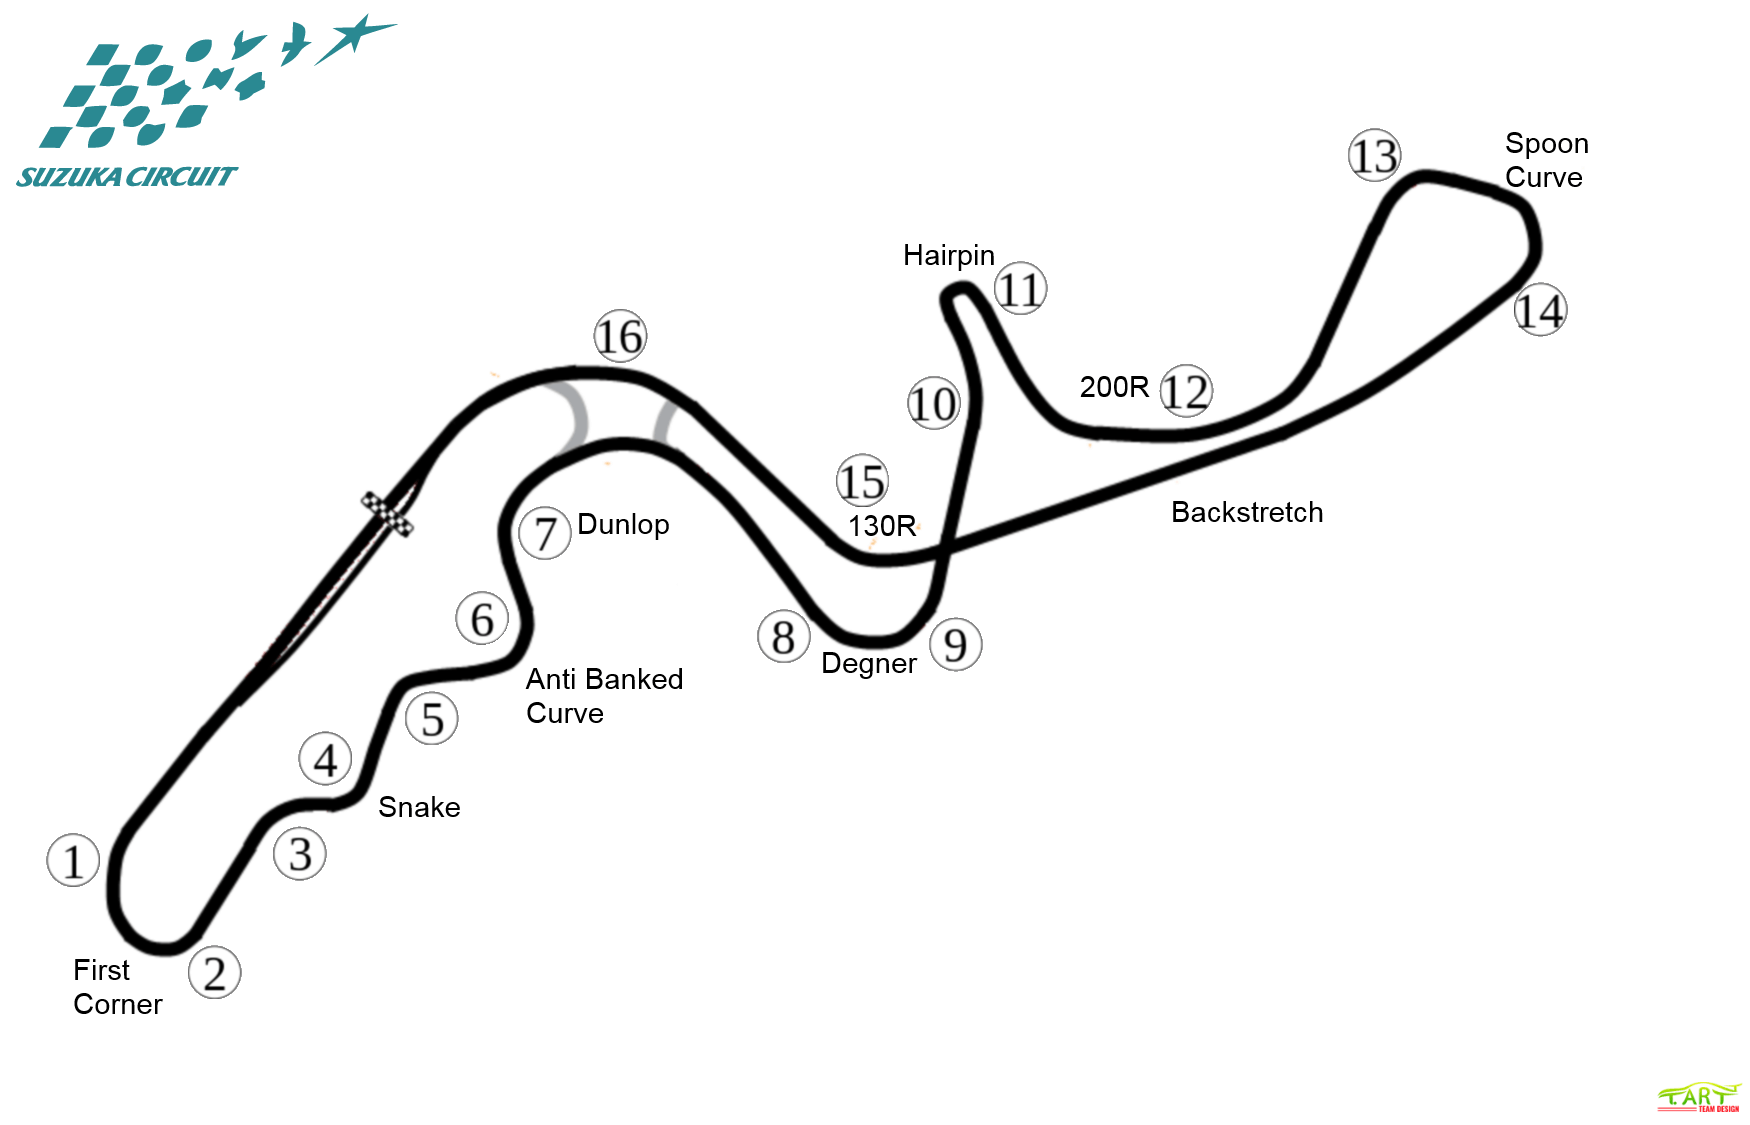 SUZUKA CIRCUIT
13
Spoon
Curve
Hairpin
11
14
16
10
200R
12
15
130R
Backstretch
7
Dunlop
6
8
9
Degner
Anti Banked
Curve
5
4
Snake
3
1
2
First
Corner
T.ART
TEAM DESIGN